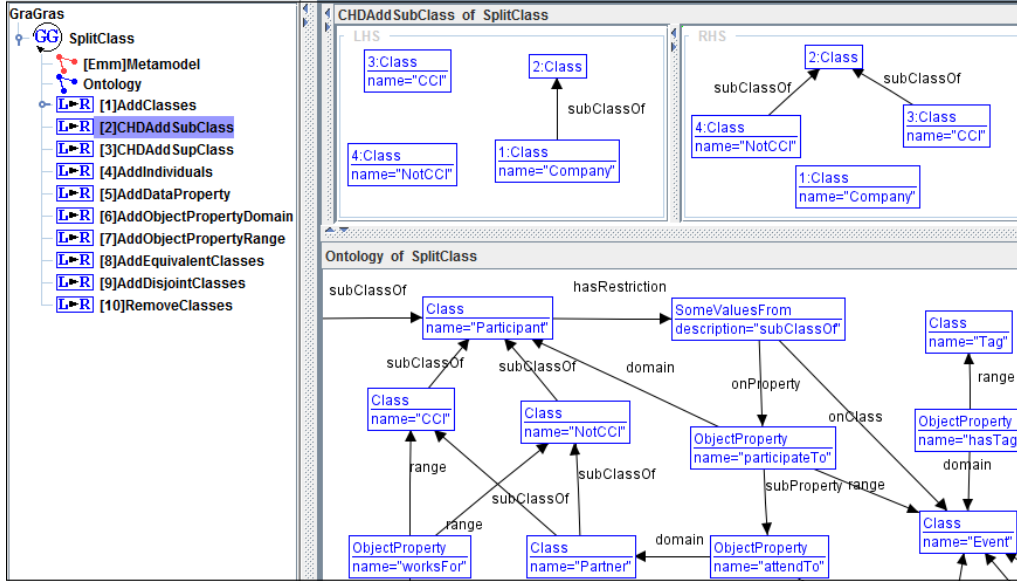 GraGras
GG SplitClass
[Emm]Metamodel
Ontology
L R [1]AddClasses
L R [2]CHDAddSubClass
L R [3]CHDAddSupClass
L R [4]AddIndividuals
L R [5]AddDataProperty
L R [6]AddObjectPropertyDomain
L R [7]AddObjectPropertyRange
L R [8]AddEquivalentClasses
L R [9]AddDisjointClasses
L R [10]RemoveClasses
CHDAddSubClass of SplitClass
LHS
3:Class
name="CCI"
2:Class
subClassOf
4:Class
name="NotCCI"
1:Class
name="Company"
RHS
2:Class
subClassOf
subClassOf
4:Class
name="NotCCI"
3:Class
name="CCI"
1:Class
name="Company"
Ontology of SplitClass
subClassOf
hasRestriction
Class
name="Participant"
SomeValuesFrom
description="subClassOf"
Class
name="Tag"
subClassOf
subClassOf
domain
onProperty
range
Class
name="CCI"
Class
name="NotCCI"
onClass
ObjectProperty
name="participateTo"
ObjectProperty
name="hasTag
range
subClassOf
subProperty
range
domain
subClassOf
range
Class
name="Event"
ObjectProperty
name="worksFor"
Class
name="Partner"
domain
ObjectProperty
name="attendTo"